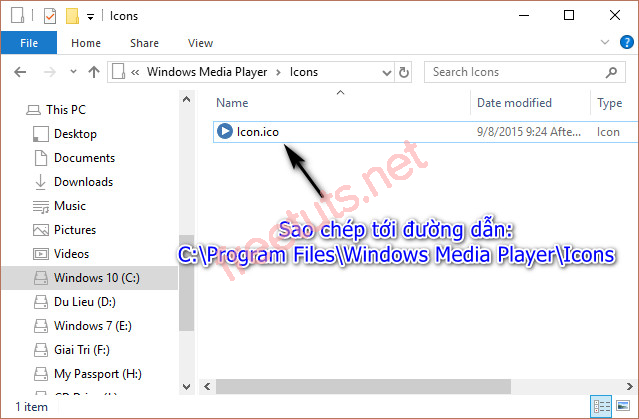 Icons
File
Home
Share
View
Windows Media Player
Icons
Search Icons
Name
Date modified
Type
This PC
Desktop
Documents
Downloads
Music
Pictures
Videos
Windows 10 (C:)
Du Lieu (D:)
Windows 7 (E:)
Giai Tri (F:)
My Passport (H:)
Icon.ico
9/8/2015 9:24 Afte...
Icon
freetuts.net
Sao chép tới đường dẫn:
C:\Program Files\Windows Media Player\Icons
1 item